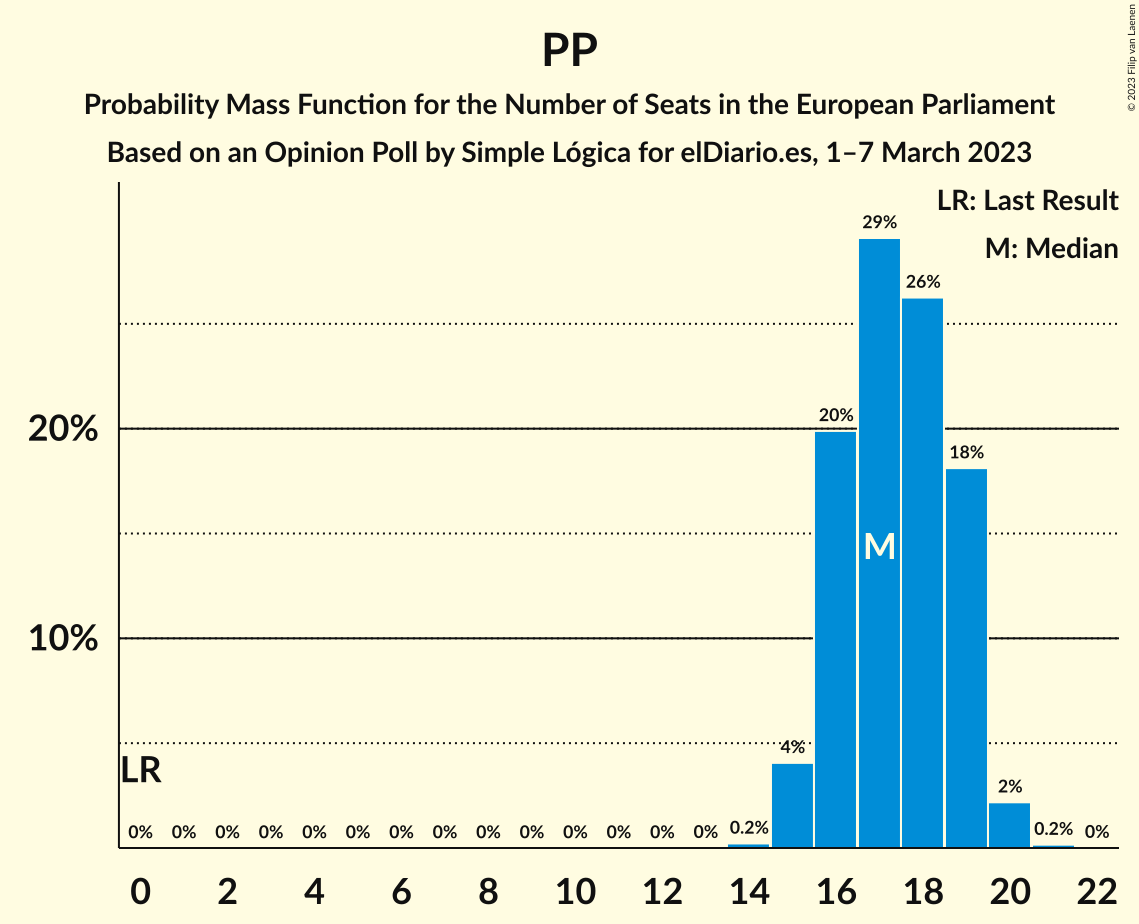 © 2023 Filip van Laenen
PP
Probability Mass Function for the Number of Seats in the European Parliament
Based on an Opinion Poll by Simple Lógica for elDiario.es, 1–7 March 2023
LR: Last Result
M: Median
29%
26%
20%
20%
18%
M
10%
4%
LR
2%
0% 0% 0% 0% 0% 0% 0% 0% 0% 0% 0% 0% 0% 0% 0.2% 0.2% 0%
0 2 4 6 8 10 12 14 16 18 20 22